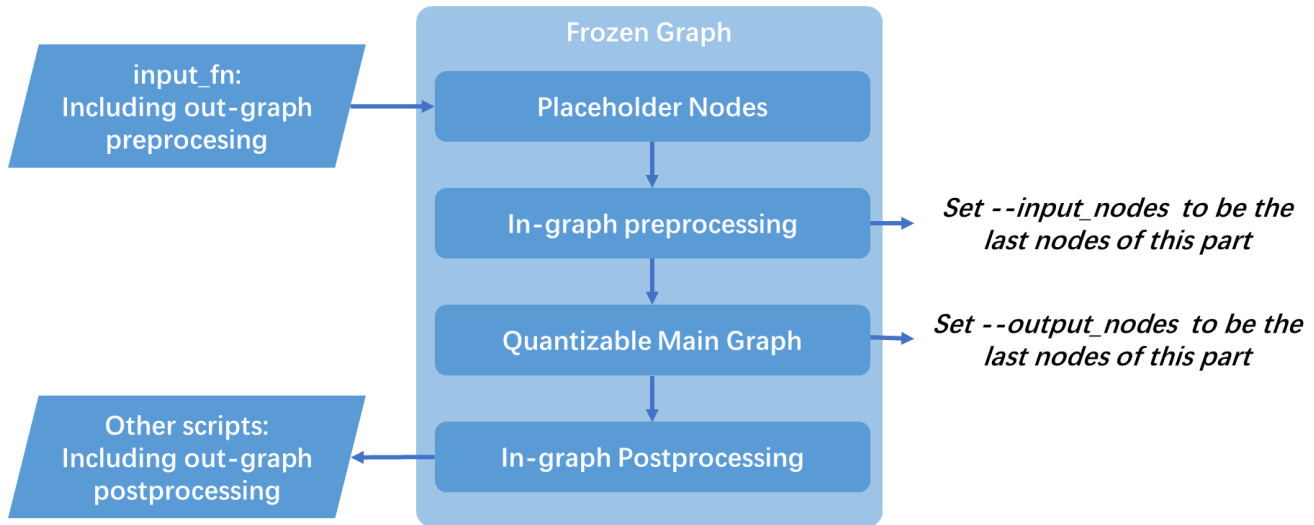 Frozen Graph
input_fn:
Including out-graph
preprocesing
Placeholder Nodes
In-graph preprocessing
Set --input_nodes to be the
last nodes of this part
Quantizable Main Graph
Set --output_nodes to be the
last nodes of this part
Other scripts:
Including out-graph
postprocessing
In-graph Postprocessing